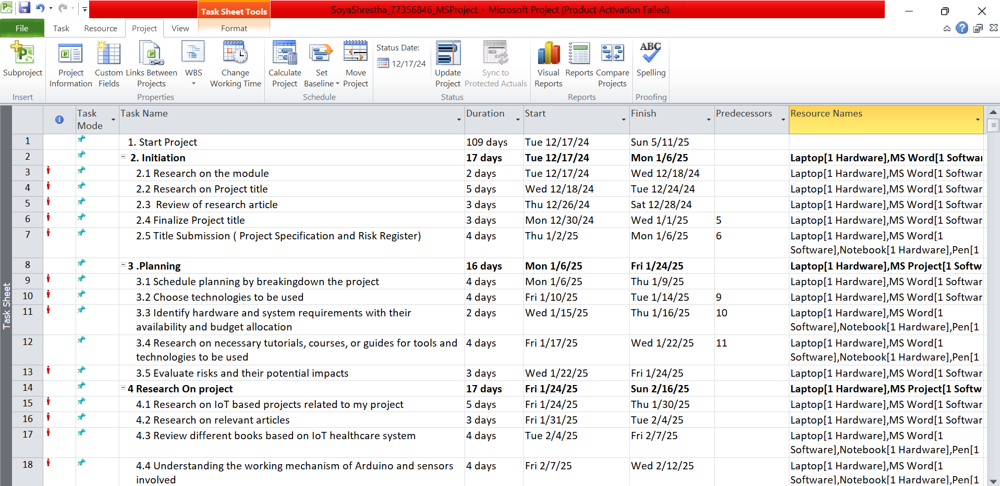 Task Sheet Tools
SoyaShrestha_77356846_MSProject - Microsoft Project (Product Activation Failed)
File Task Resource Project View Format
Subproject
Project Information
Custom Fields
Links Between Projects
WBS
Change Working Time
Calculate Project
Set Baseline
Move Project
Status Date:
12/17/24
Update Project
Sync to Protected Actuals
Visual Reports
Reports
Compare Projects
ABC
Spelling
Insert Properties Schedule Status Reports Proofing
Task Sheet
Task Mode Task Name Duration Start Finish Predecessors Resource Names
1 1. Start Project 109 days Tue 12/17/24 Sun 5/11/25
2 2. Initiation 17 days Tue 12/17/24 Mon 1/6/25 Laptop[1 Hardware],MS Word[1 Softwar
3 2.1 Research on the module 2 days Tue 12/17/24 Wed 12/18/24 Laptop[1 Hardware],MS Word[1 Softwar
4 2.2 Research on Project title 5 days Wed 12/18/24 Tue 12/24/24 Laptop[1 Hardware],MS Word[1 Softwar
5 2.3  Review of research article 3 days Thu 12/26/24 Sat 12/28/24 Laptop[1 Hardware],MS Word[1 Softwar
6 2.4 Finalize Project title 3 days Mon 12/30/24 Wed 1/1/25 5 Laptop[1 Hardware],MS Word[1 Softwar
7 2.5 Title Submission ( Project Specification and Risk Register) 4 days Thu 1/2/25 Mon 1/6/25 6 Laptop[1 Hardware],MS Word[1
Software],Notebook[1 Hardware],Pen[1
8 3 .Planning 16 days Mon 1/6/25 Fri 1/24/25 Laptop[1 Hardware],MS Project[1 Softw
9 3.1 Schedule planning by breakingdown the project 4 days Mon 1/6/25 Thu 1/9/25 Laptop[1 Hardware],MS Word[1 Softwar
10 3.2 Choose technologies to be used 4 days Fri 1/10/25 Tue 1/14/25 9 Laptop[1 Hardware],MS Word[1 Softwar
11 3.3 Identify hardware and system requirements with their 2 days Wed 1/15/25 Thu 1/16/25 10 Laptop[1 Hardware],MS Word[1
availability and budget allocation Software],Notebook[1 Hardware],Pen[1
12 3.4 Research on necessary tutorials, courses, or guides for tools and 4 days Fri 1/17/25 Wed 1/22/25 11 Laptop[1 Hardware],MS Word[1
technologies to be used Software],Notebook[1 Hardware],Pen[1
13 3.5 Evaluate risks and their potential impacts 3 days Wed 1/22/25 Fri 1/24/25 Laptop[1 Hardware],MS Word[1 Softwar
14 4 Research On project 17 days Fri 1/24/25 Sun 2/16/25 Laptop[1 Hardware],MS Project[1 Softw
15 4.1 Research on IoT based projects related to my project 5 days Fri 1/24/25 Thu 1/30/25 Laptop[1 Hardware],MS Word[1 Softwar
16 4.2 Research on relevant articles 3 days Fri 1/31/25 Tue 2/4/25 Laptop[1 Hardware],MS Word[1 Softwar
17 4.3 Review different books based on IoT healthcare system 4 days Tue 2/4/25 Fri 2/7/25 Laptop[1 Hardware],MS Word[1
Software],Notebook[1 Hardware],Pen[1
18 4.4 Understanding the working mechanism of Arduino and sensors 4 days Fri 2/7/25 Wed 2/12/25 Laptop[1 Hardware],MS Word[1
involved Software],Notebook[1 Hardware],Pen[1